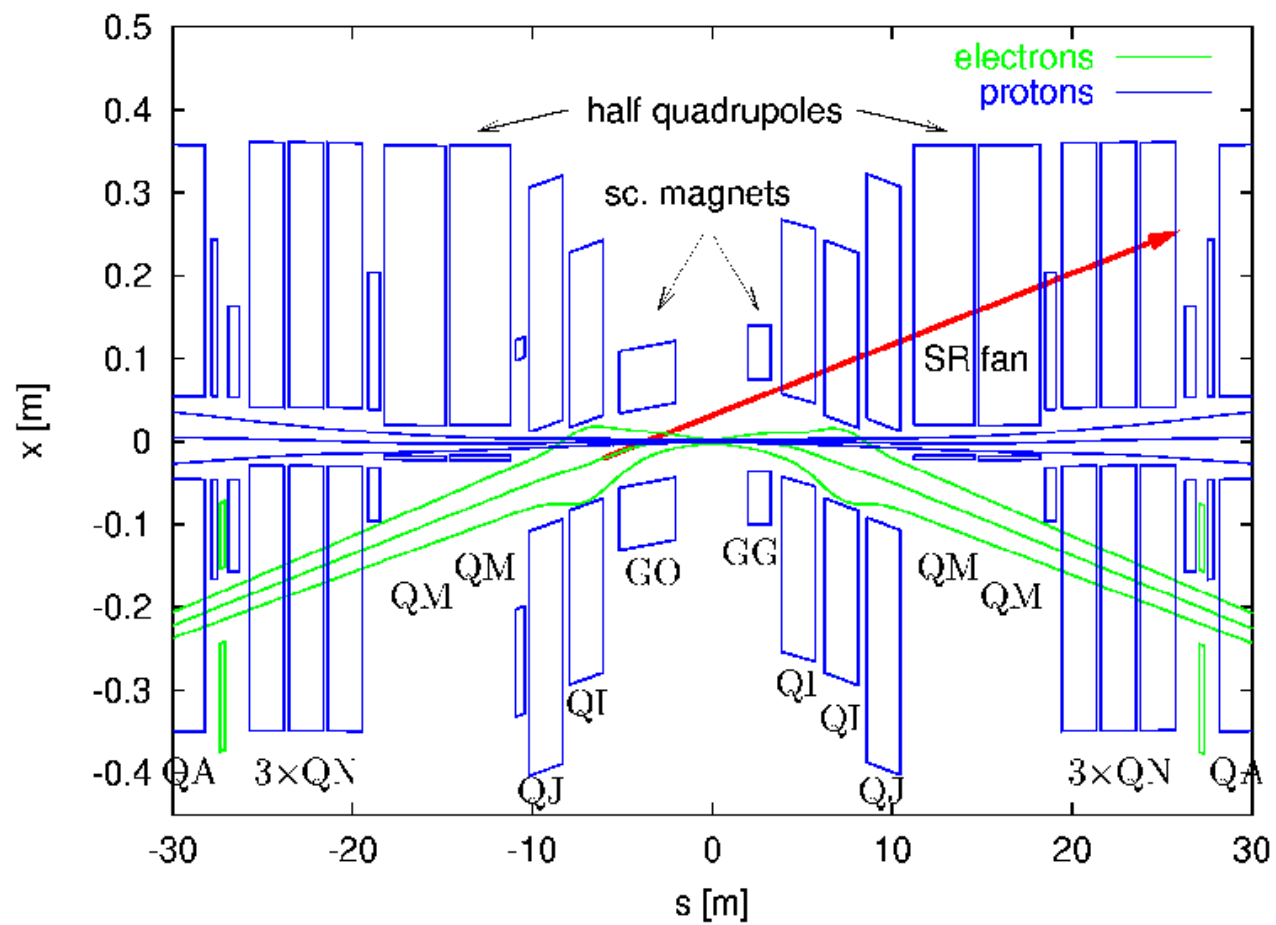 0.5
0.4
0.3
0.2
0.1
0
-0.1
-0.2
-0.3
-0.4
x [m]
electrons
protons
half quadrupoles
sc. magnets
SR fan
QM
QM
GO
GG
QM
QM
QI
QI
QI
QA
3×QN
QJ
QJ
3×QN
QA
-30
-20
-10
0
10
20
30
s [m]